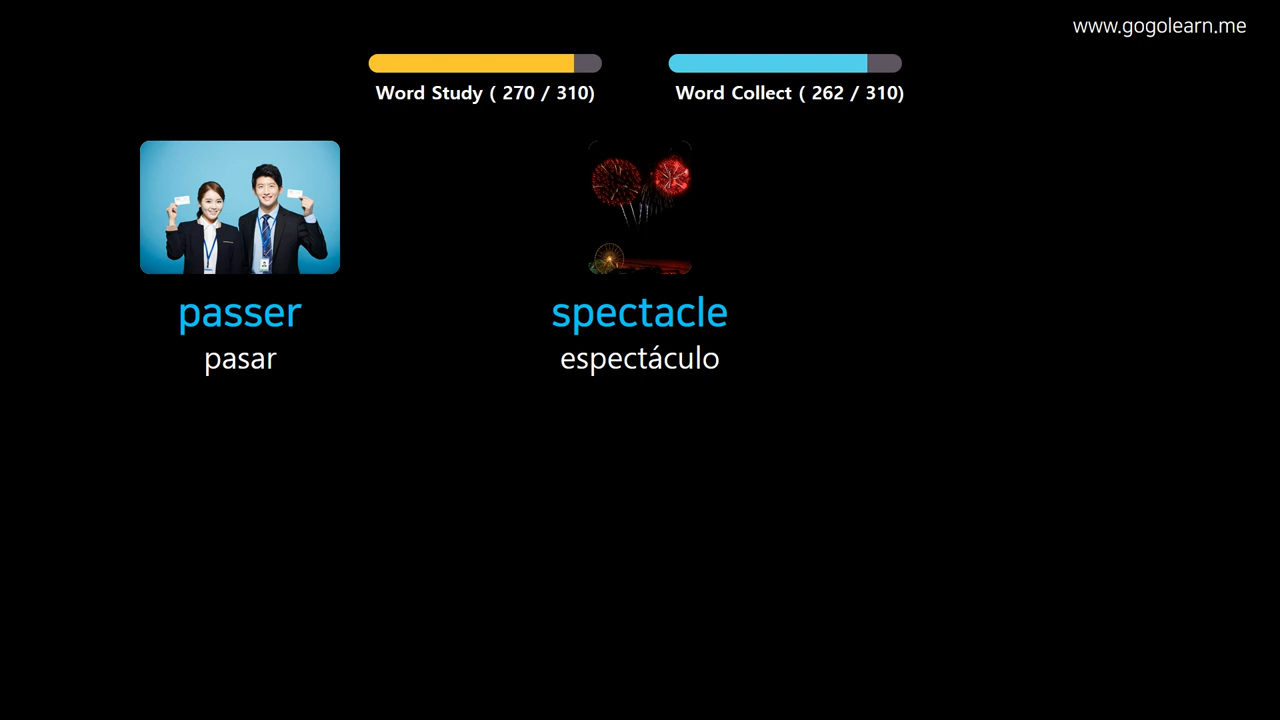 www.gogolearn.me
Word Study ( 270 / 310)
Word Collect ( 262 / 310)
passer
pasar
spectacle
espectáculo